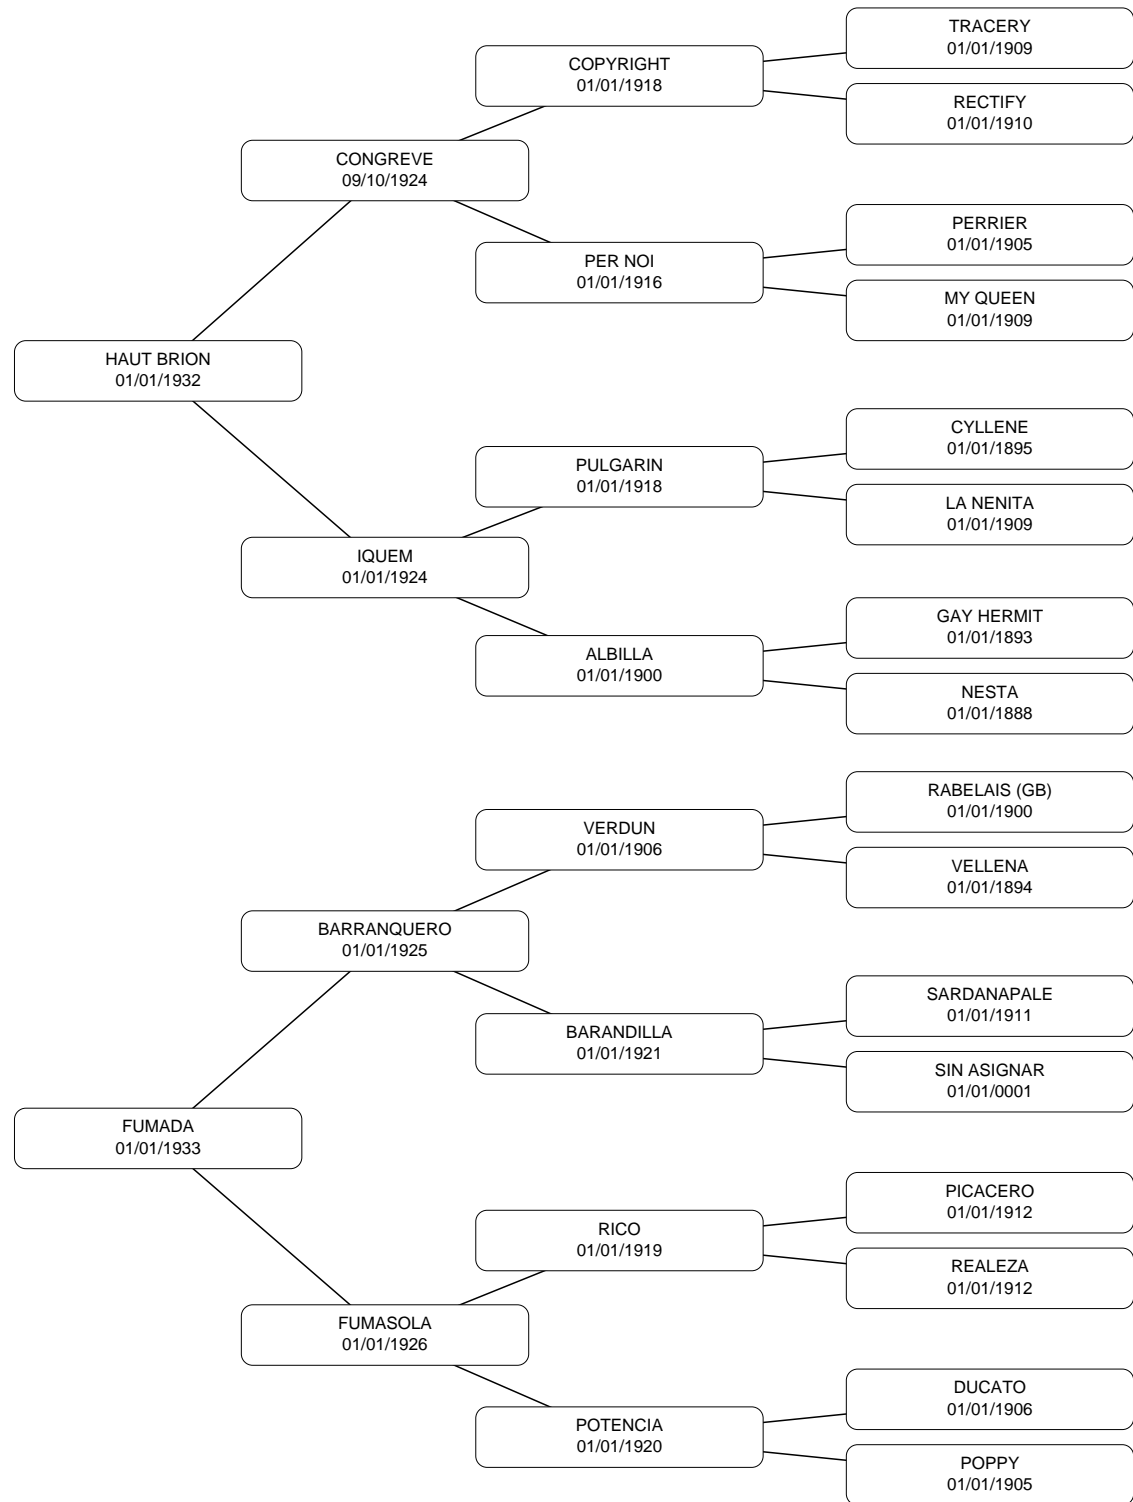 TRACERY
01/01/1909
COPYRIGHT
01/01/1918
RECTIFY
01/01/1910
CONGREVE
09/10/1924
PERRIER
01/01/1905
PER NOI
01/01/1916
MY QUEEN
01/01/1909
HAUT BRION
01/01/1932
CYLLENE
01/01/1895
PULGARIN
01/01/1918
LA NENITA
01/01/1909
IQUEM
01/01/1924
GAY HERMIT
01/01/1893
ALBILLA
01/01/1900
NESTA
01/01/1888
RABELAIS (GB)
01/01/1900
VERDUN
01/01/1906
VELLENA
01/01/1894
BARRANQUERO
01/01/1925
SARDANAPALE
01/01/1911
BARANDILLA
01/01/1921
SIN ASIGNAR
01/01/0001
FUMADA
01/01/1933
PICACERO
01/01/1912
RICO
01/01/1919
REALEZA
01/01/1912
FUMASOLA
01/01/1926
DUCATO
01/01/1906
POTENCIA
01/01/1920
POPPY
01/01/1905